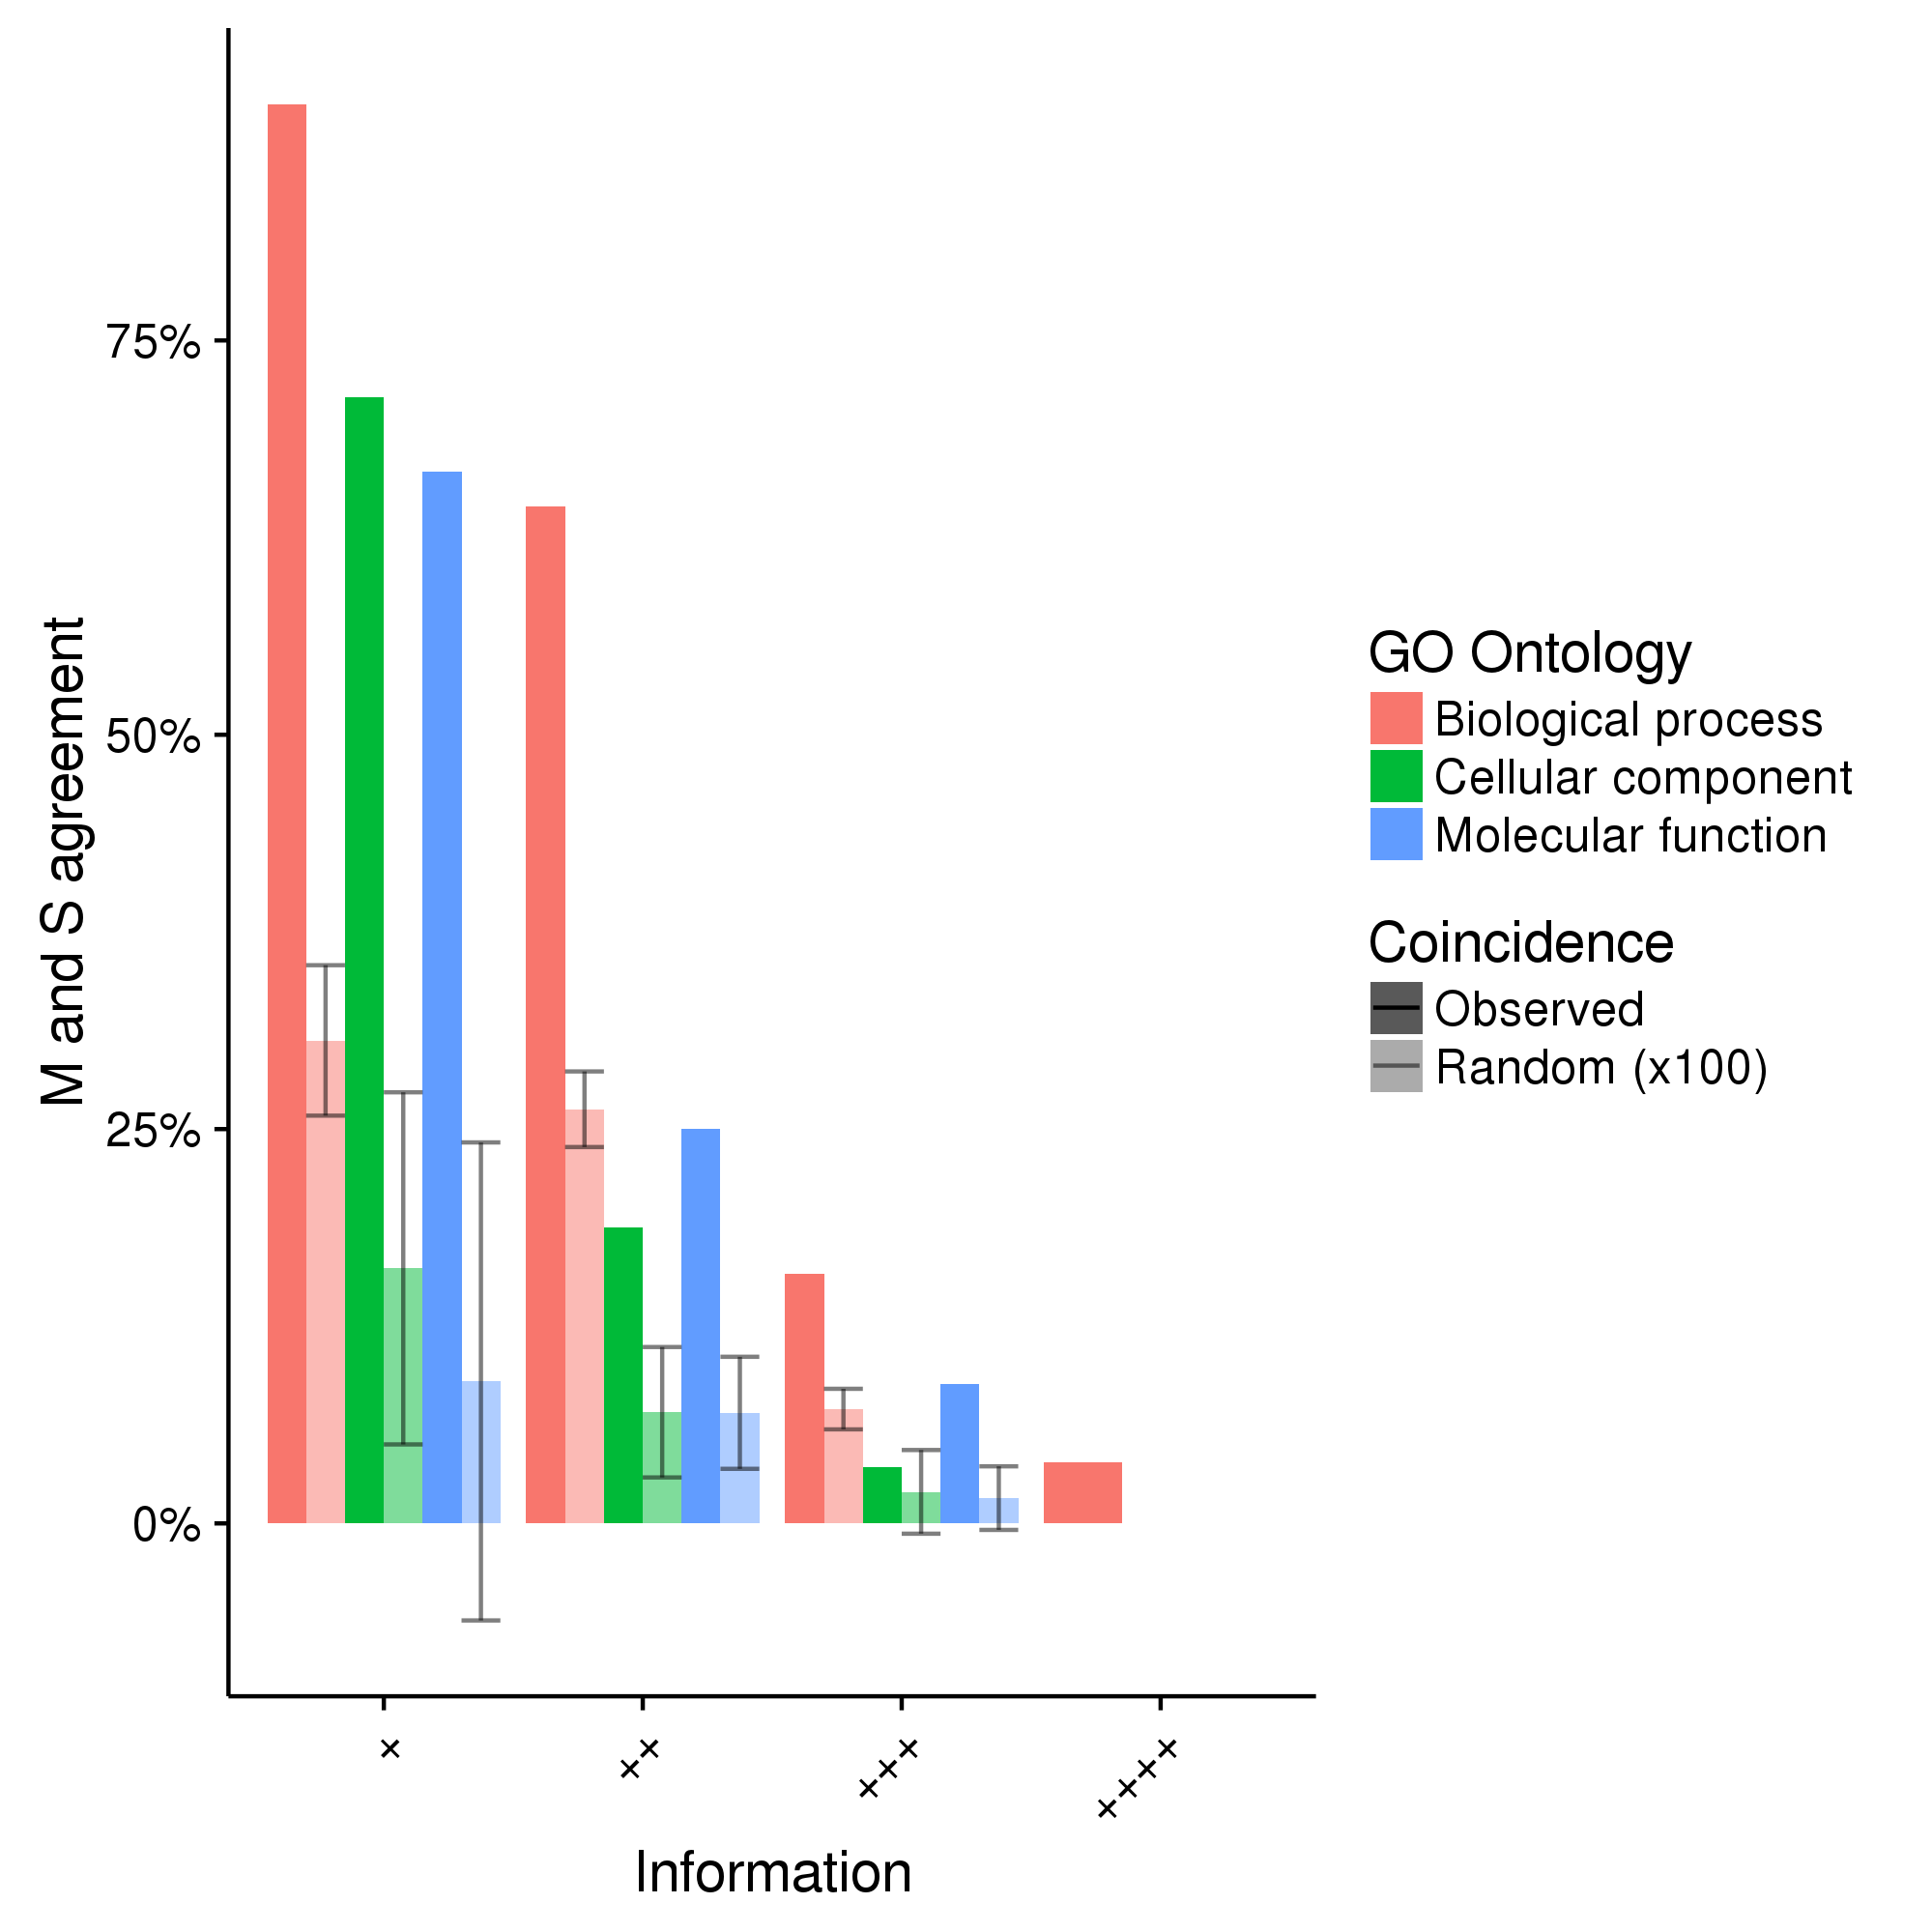 M and S agreement
75%
50%
25%
0%
+
++
+++
++++
Information
GO Ontology
Biological process
Cellular component
Molecular function
Coincidence
Observed
Random (x100)